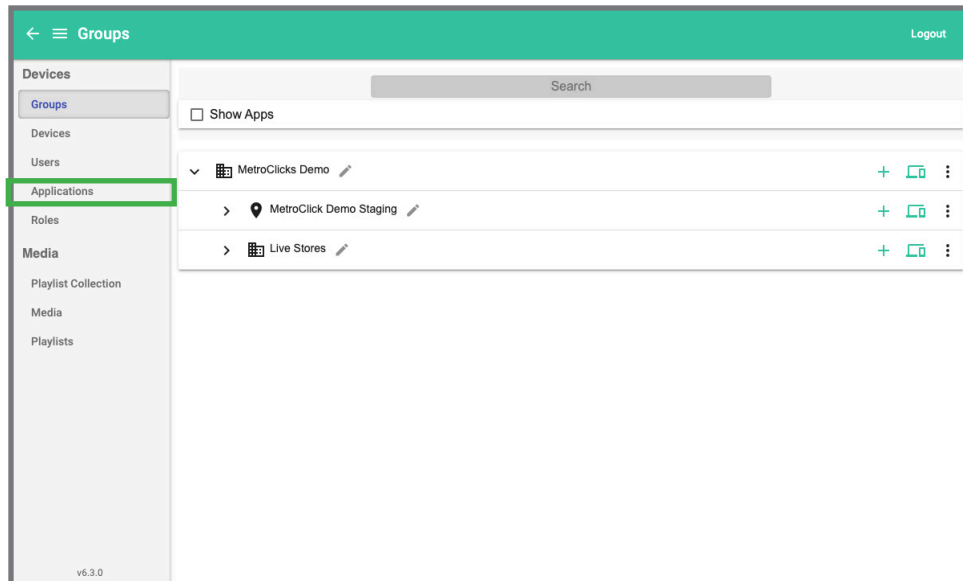 Groups
Logout
Devices
Groups
Devices
Users
Applications
Roles
Media
Playlist Collection
Media
Playlists
v6.3.0
Search
Show Apps
MetroClicks Demo
MetroClick Demo Staging
Live Stores